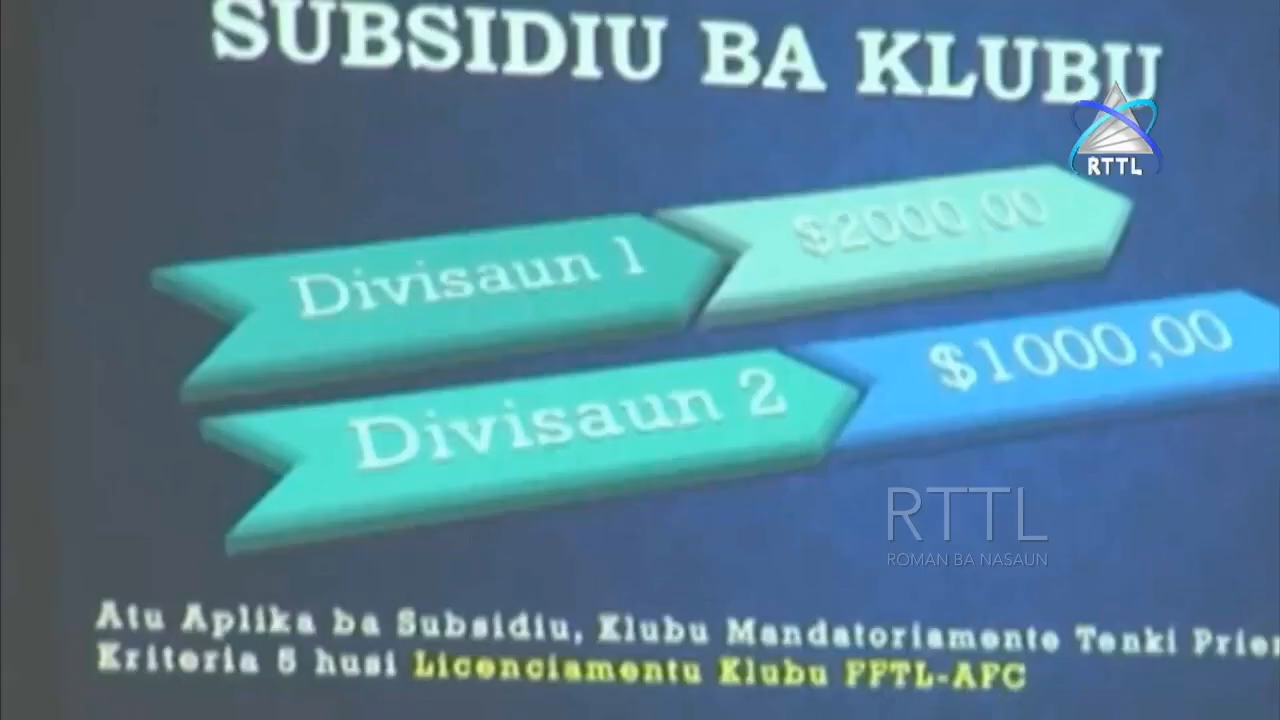 SUBSIDIU BA KLUBU
RTTL
Divisaun 1
$2000,00
Divisaun 2
$1000,00
RTTL
ROMAN BA NASAUN
Atu Aplika ba Subsidiu, Klubu Mandatoriamente Tenki
Kriteria 5 husi Licenciamentu Klubu FFTL-AFC